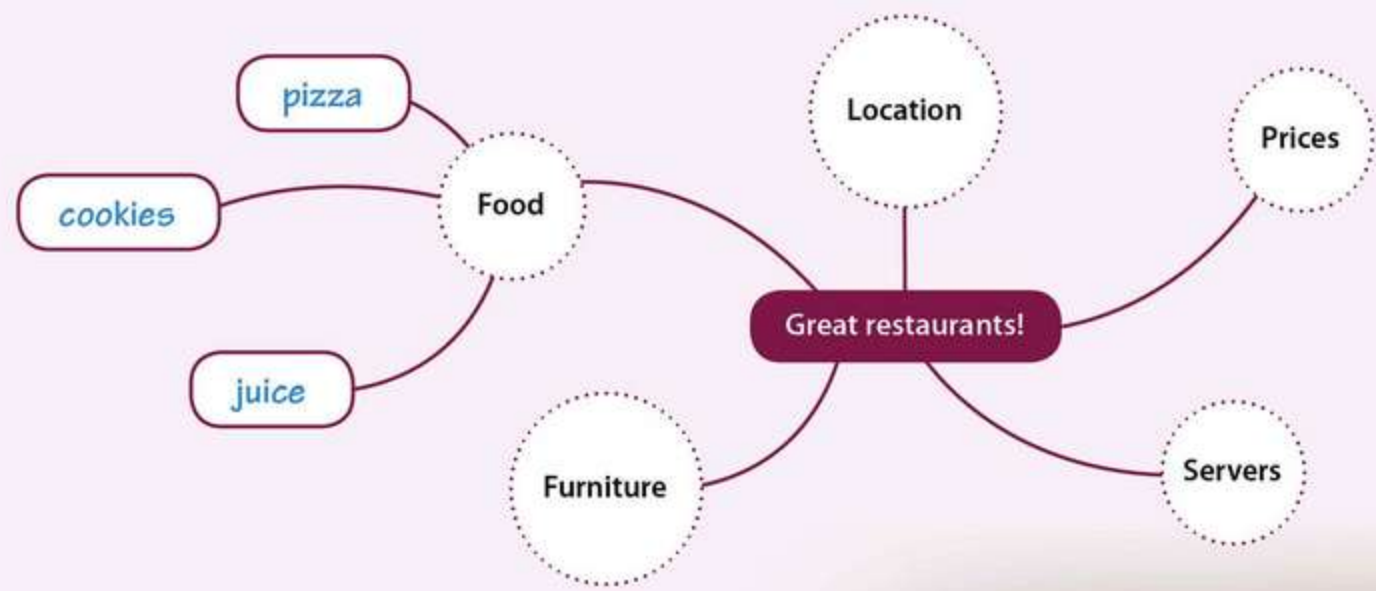 pizza
Location
Prices
cookies
Food
Great restaurants!
juice
Furniture
Servers